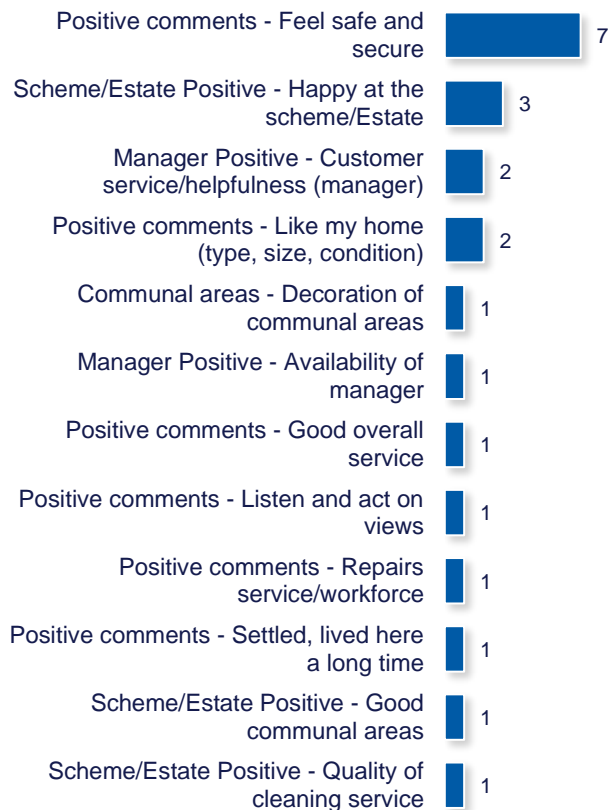 Positive comments - Feel safe and
secure
7
Scheme/Estate Positive - Happy at the
scheme/Estate
3
Manager Positive - Customer
service/helpfulness (manager)
2
Positive comments - Like my home
(type, size, condition)
2
Communal areas - Decoration of
communal areas
1
Manager Positive - Availability of
manager
1
Positive comments - Good overall
service
1
Positive comments - Listen and act on
views
1
Positive comments - Repairs
service/workforce
1
Positive comments - Settled, lived here
a long time
1
Scheme/Estate Positive - Good
communal areas
1
Scheme/Estate Positive - Quality of
cleaning service
1